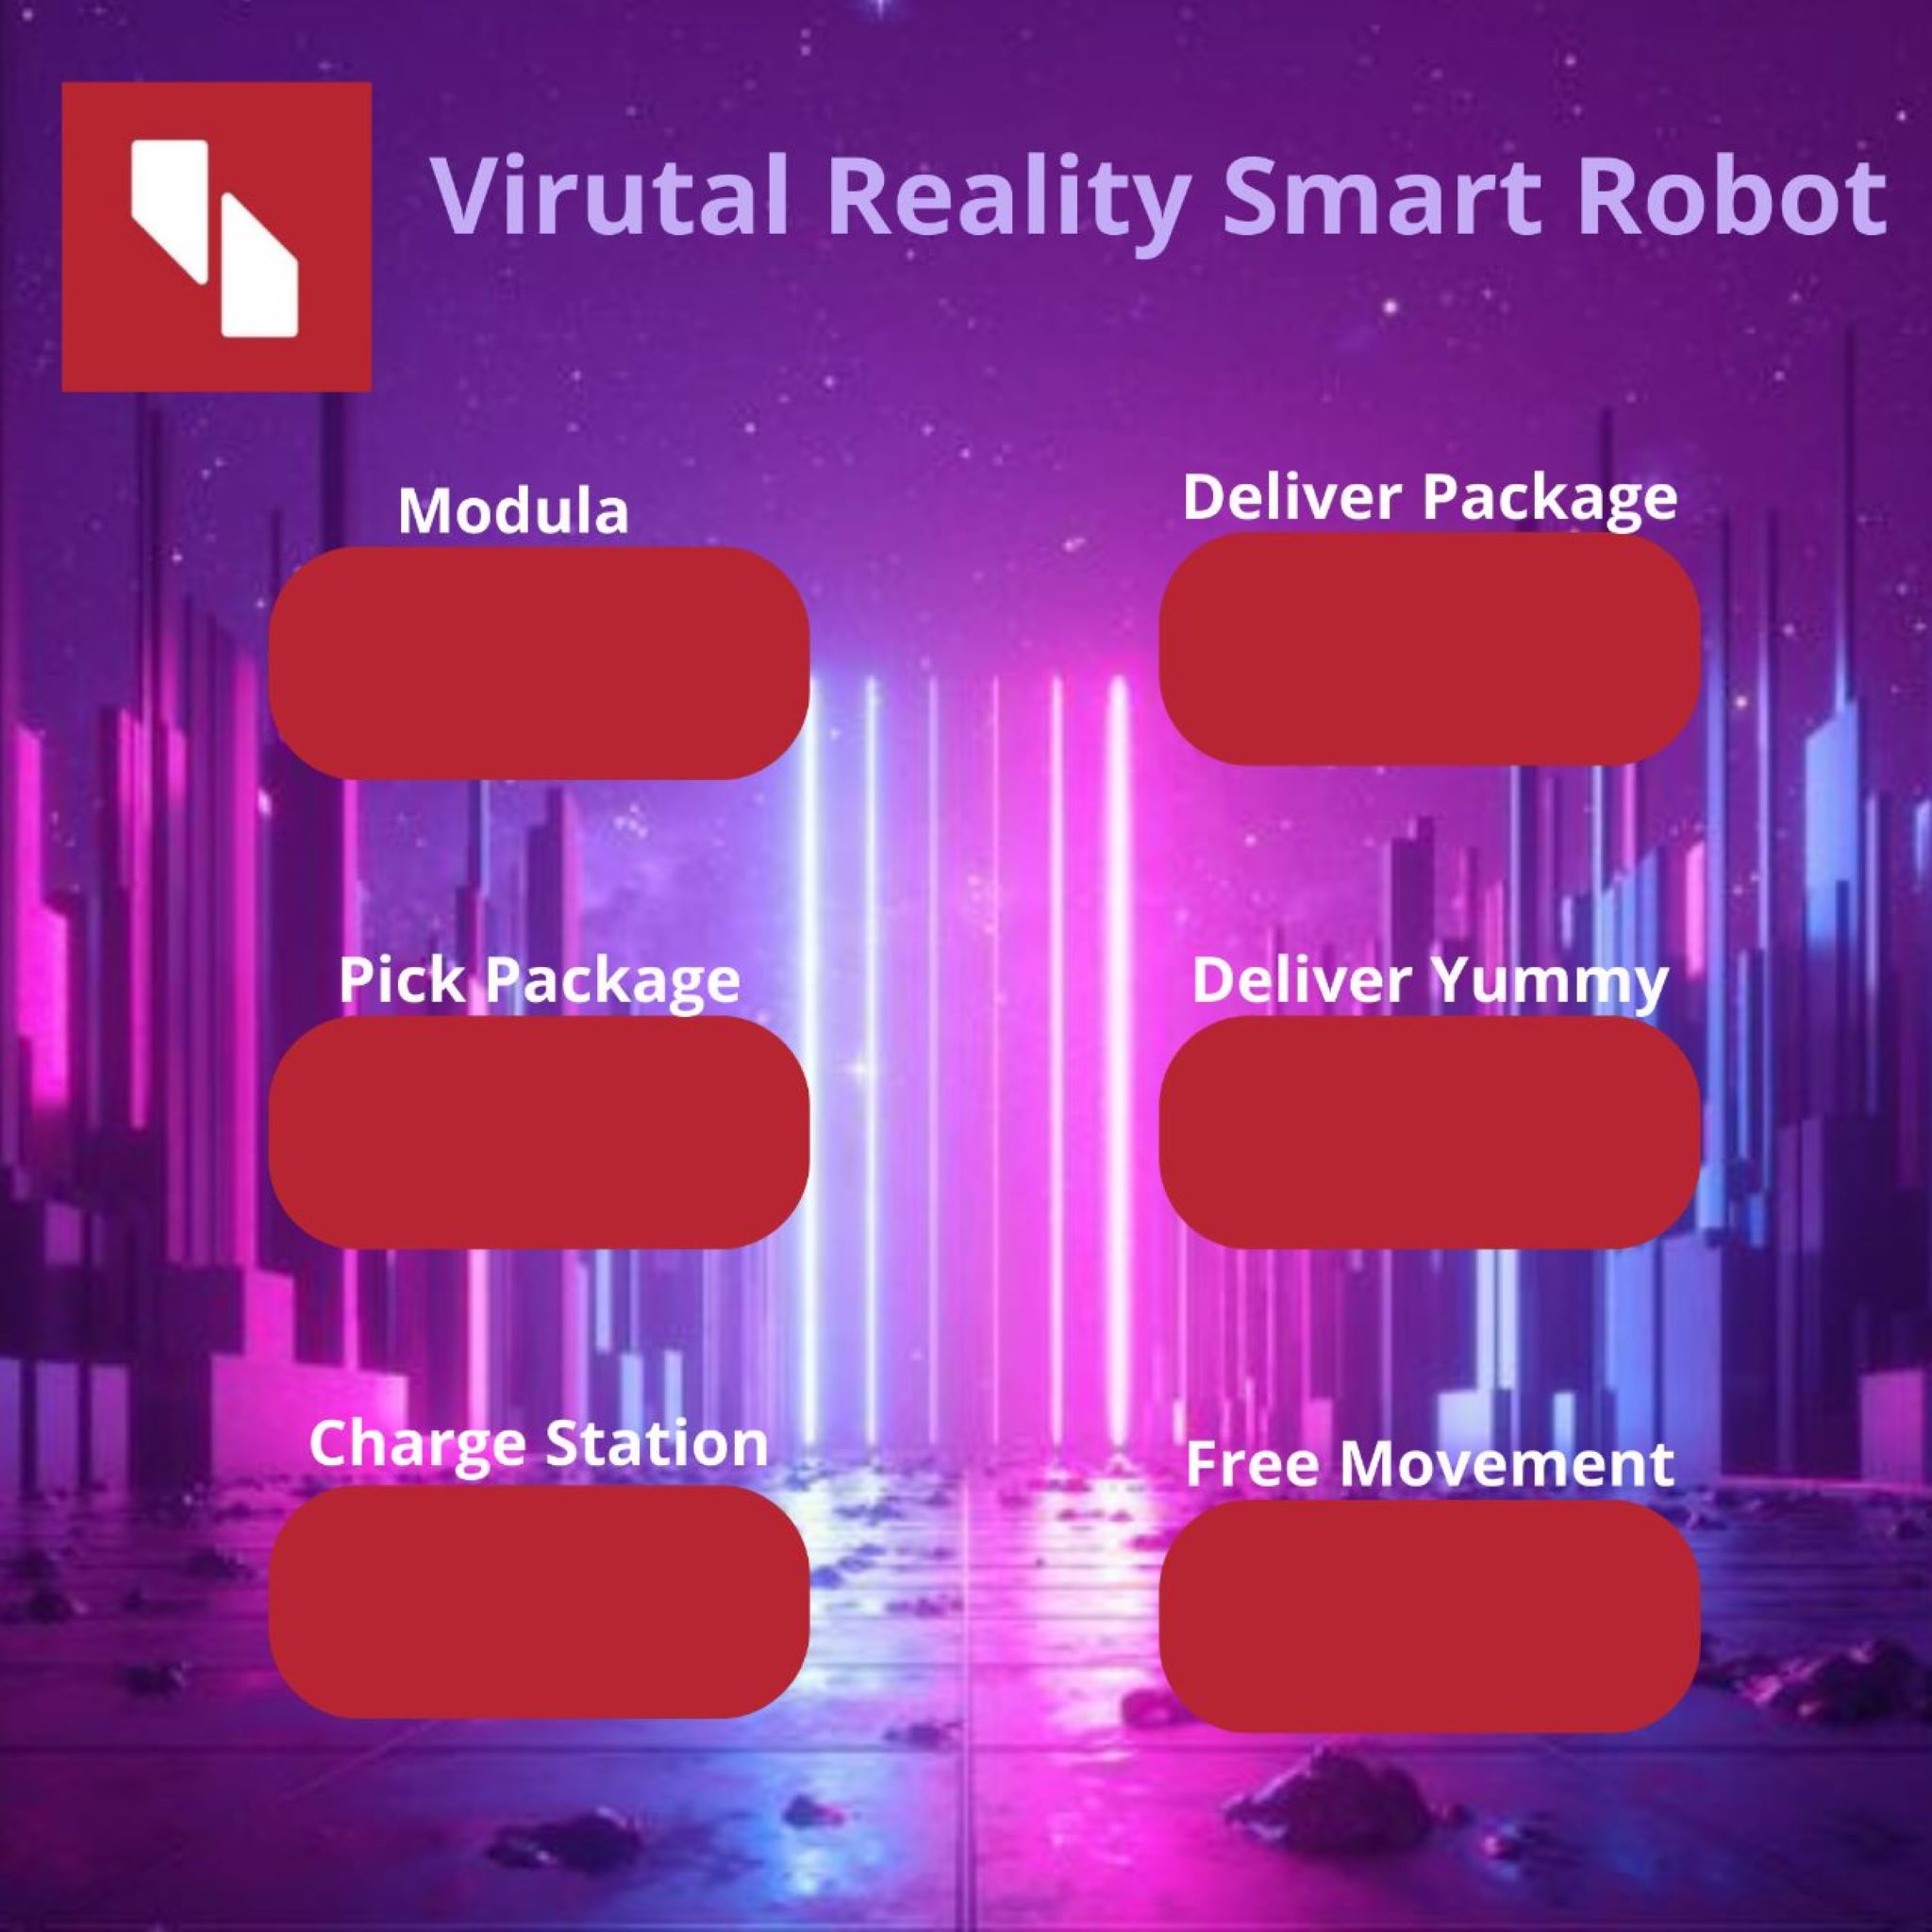 Virutal Reality Smart Robot
Modula
Deliver Package
Pick Package
Deliver Yummy
Charge Station
Free Movement